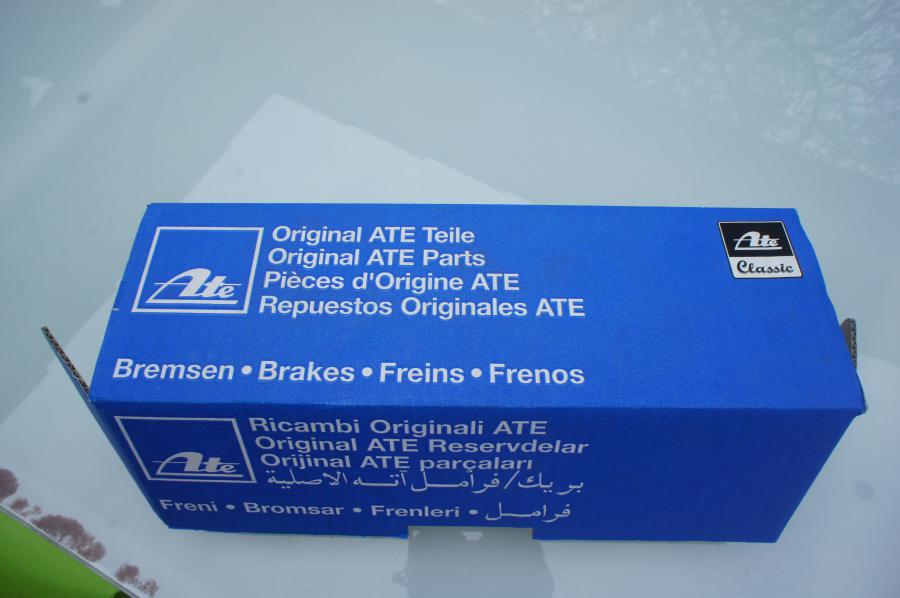 Ate
Original ATE Teile
Original ATE Parts
Pièces d'Origine ATE
Repuestos Originales ATE
Bremsen • Brakes • Freins • Frenos
Ate
Classic
Ate
Ricambi Originali ATE
Original ATE Reservdelar
Orijinal ATE parçaları
بريك/فرامل آته الاصلية
Freni • Bromsar • Frenleri • فرامل